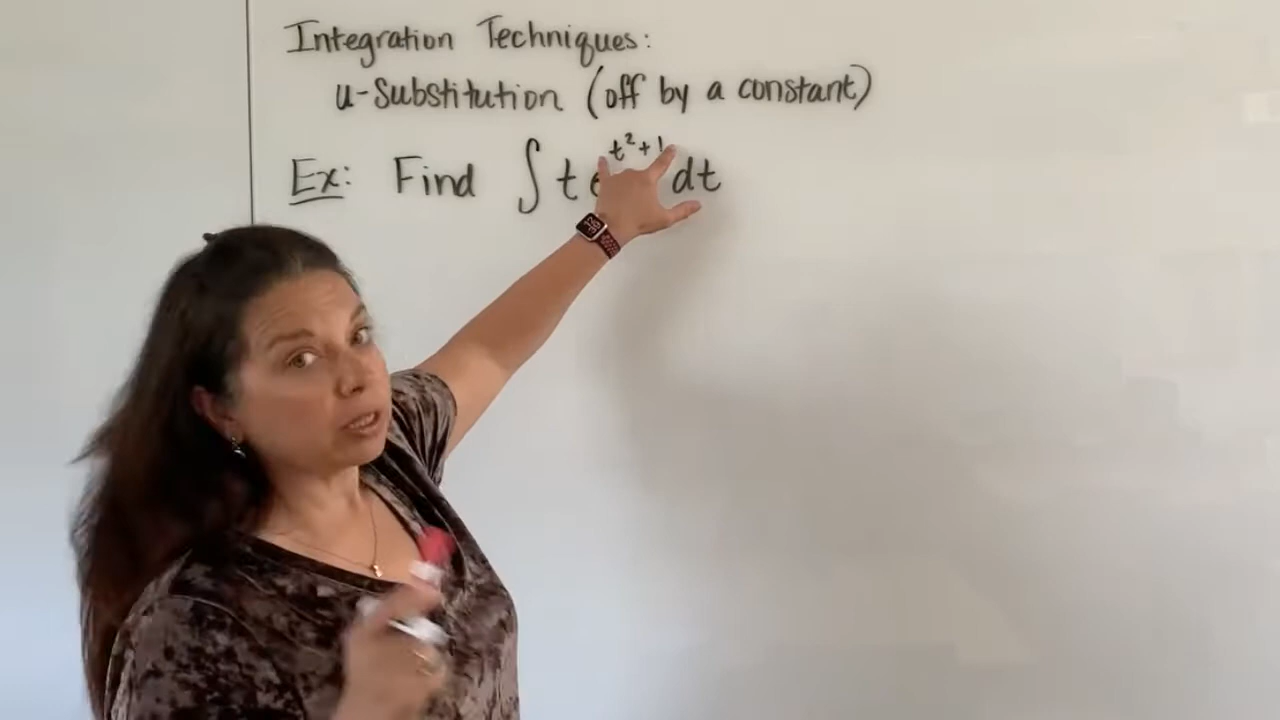 Integration Techniques:
u-Substitution (off by a constant)
Ex: Find ∫ t e^{t²+1} dt